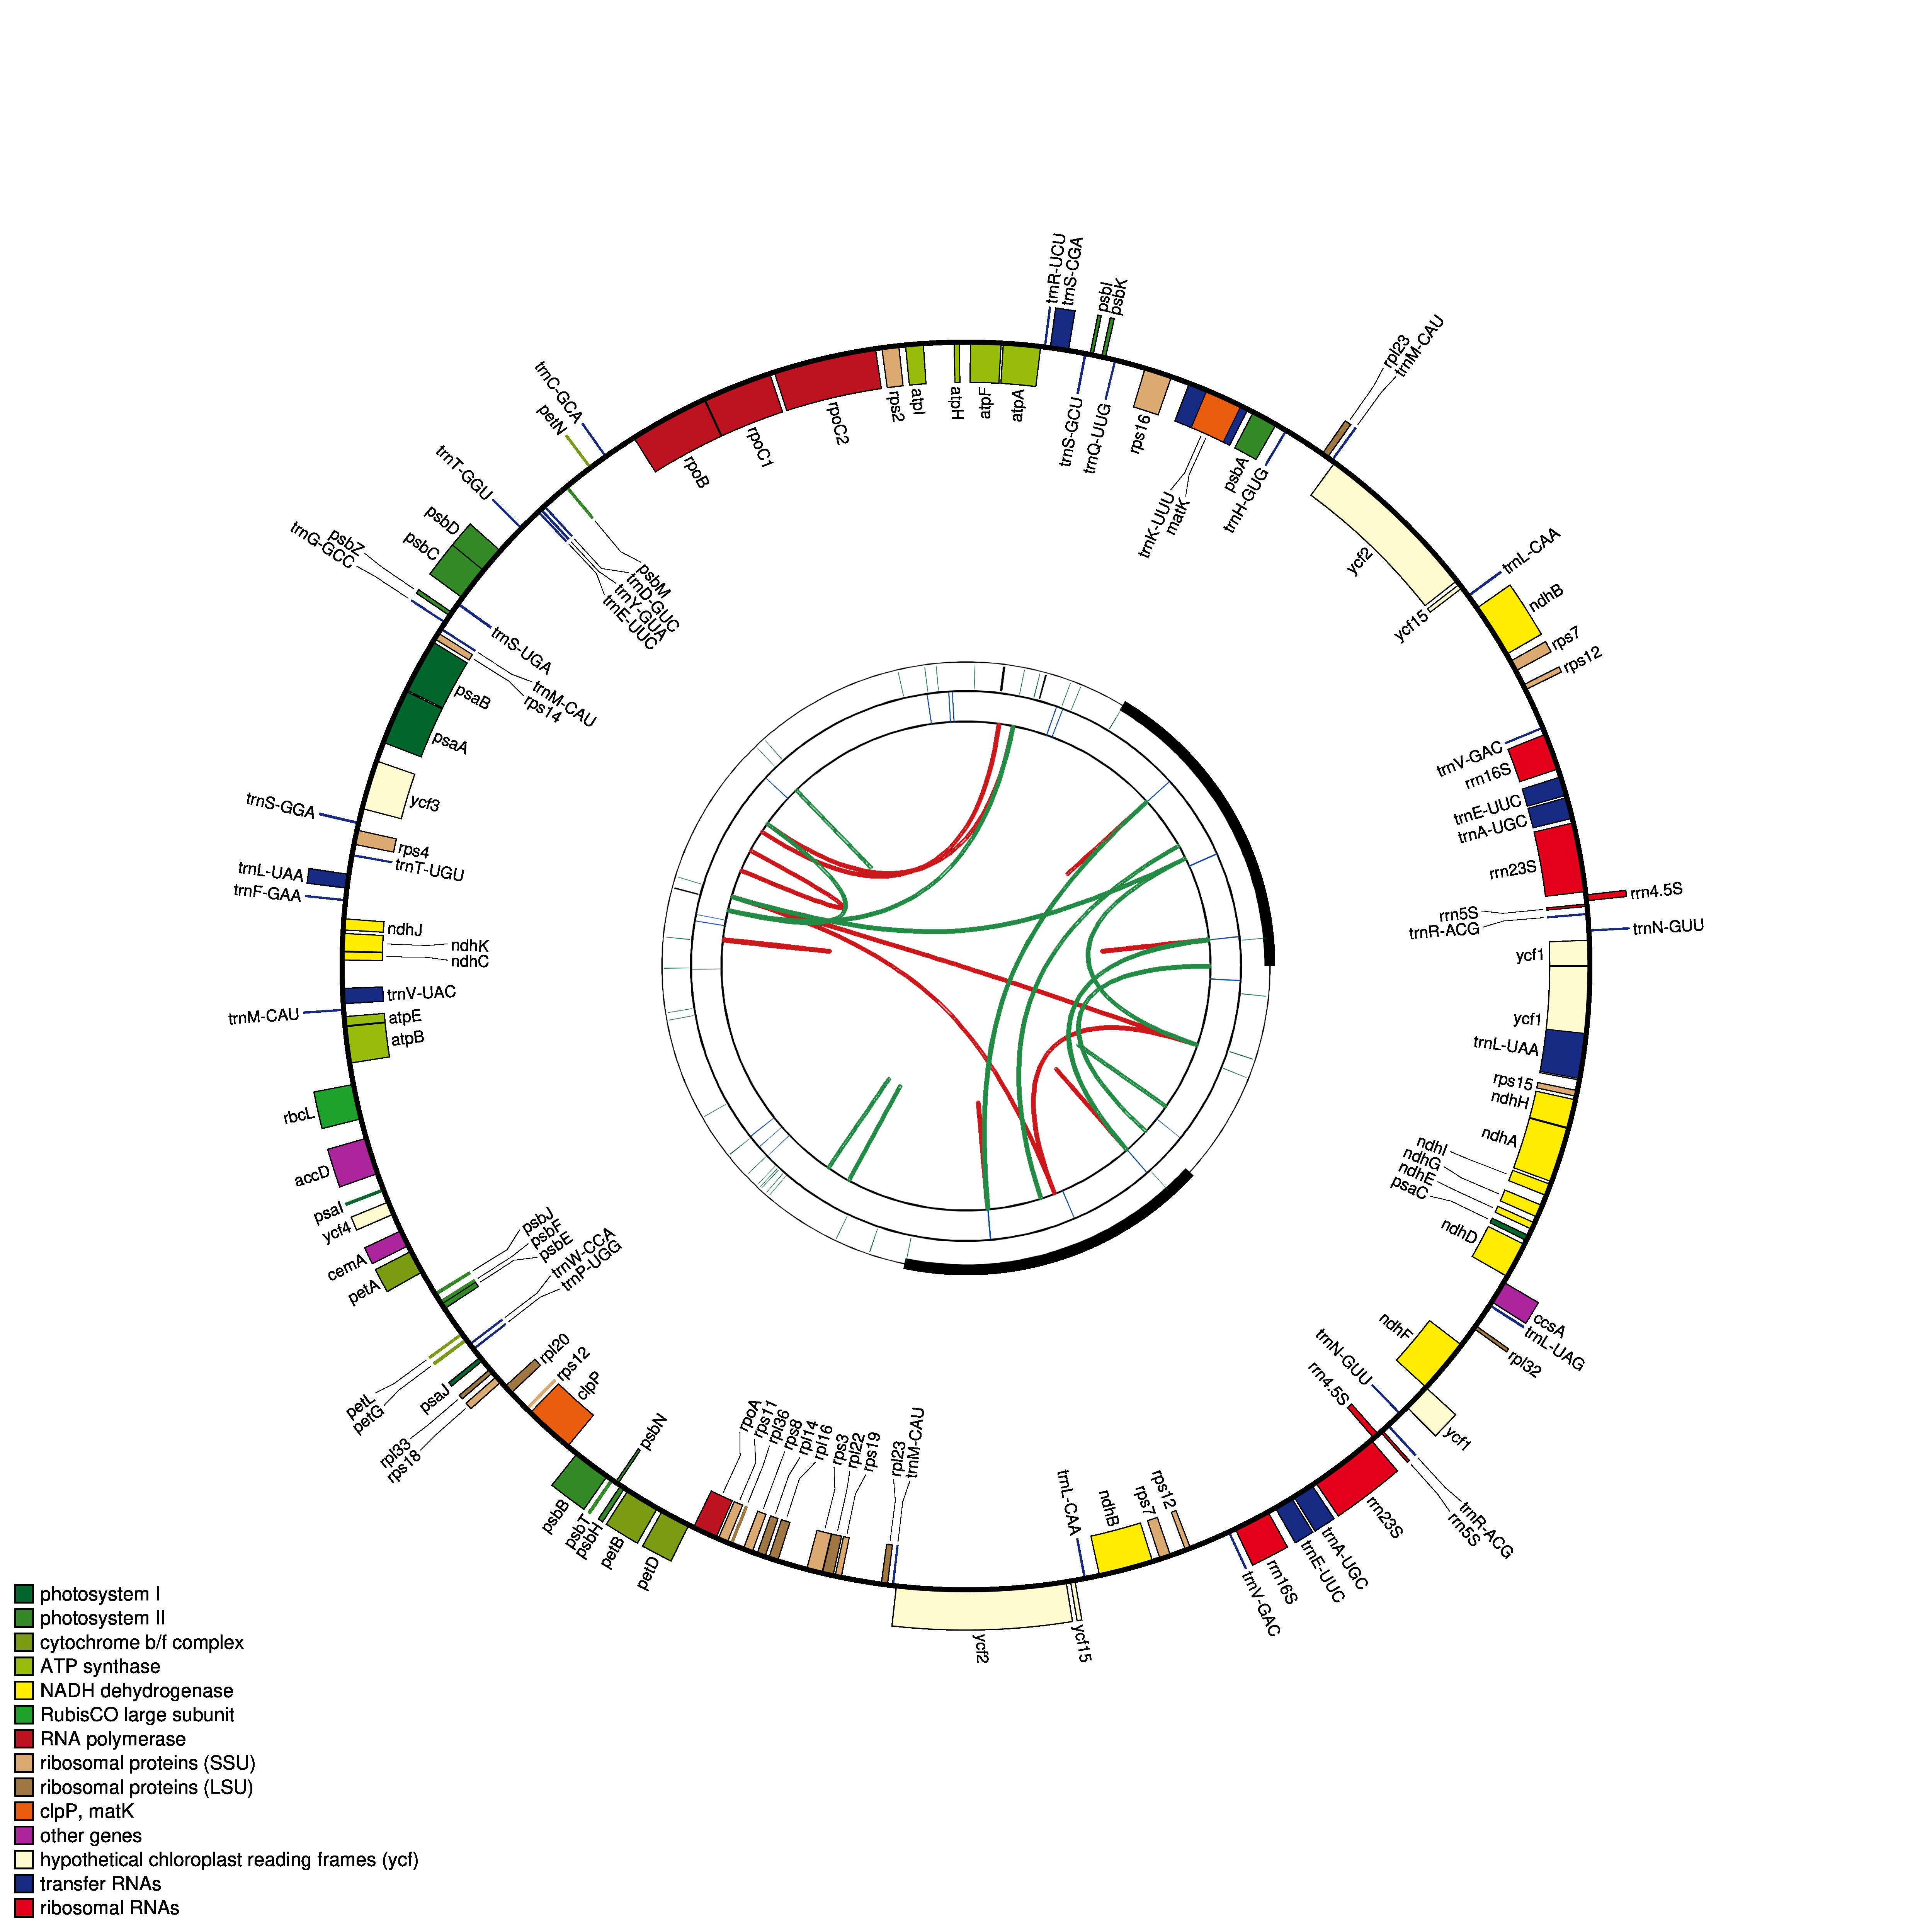 trnR-UCU
trnS-CGA
psbI
psbK
rpl23
trnM-CAU
trnC-GCA
petN
trnT-GGU
psbD
psbC
psbZ
trnG-GCC
rpoB
rpoC1
rpoC2
rps2
atpI
atpH
atpF
atpA
trnS-GCU
trnQ-UUG
rps16
trnK-UUU
matK
psbA
trnH-GUG
ycf2
ycf15
trnL-CAA
ndhB
rps7
rps12
psbM
trnD-GUC
trnY-GUA
trnE-UUC
trnS-UGA
trnM-CAU
rps14
psaB
psaA
ycf3
trnS-GGA
rps4
trnT-UGU
trnL-UAA
trnF-GAA
ndhJ
ndhK
ndhC
trnV-UAC
trnM-CAU
atpE
atpB
rbcL
accD
psaI
ycf4
cemA
petA
psbJ
psbF
psbE
trnW-CCA
trnP-UGG
petL
petG
psaJ
rpl33
rps18
rpl20
rps12
clpP
psbB
psbT
psbH
psbN
petB
petD
rpoA
rps11
rpl36
rps8
rpl14
rpl16
rps3
rpl22
rps19
rpl23
trnM-CAU
ycf2
ycf15
trnL-CAA
ndhB
rps7
rps12
trnV-GAC
rrn16S
trnE-UUC
trnA-UGC
rrn23S
rrn4.5S
rrn5S
trnR-ACG
trnN-GUU
ycf1
ndhF
rpl32
trnL-UAG
ccsA
ndhD
psaC
ndhE
ndhG
ndhI
ndhA
ndhH
rps15
trnL-UAA
ycf1
ycf1
trnN-GUU
trnR-ACG
rrn5S
rrn4.5S
rrn23S
trnA-UGC
trnE-UUC
rrn16S
trnV-GAC
photosystem I
photosystem II
cytochrome b/f complex
ATP synthase
NADH dehydrogenase
RubisCO large subunit
RNA polymerase
ribosomal proteins (SSU)
ribosomal proteins (LSU)
clpP, matK
other genes
hypothetical chloroplast reading frames (ycf)
transfer RNAs
ribosomal RNAs